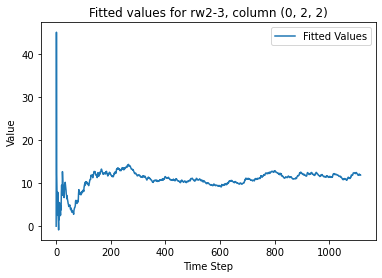 Fitted values for rw2-3, column (0, 2, 2)
Fitted Values
Value
40
30
20
10
0
0
200
400
600
800
1000
Time Step